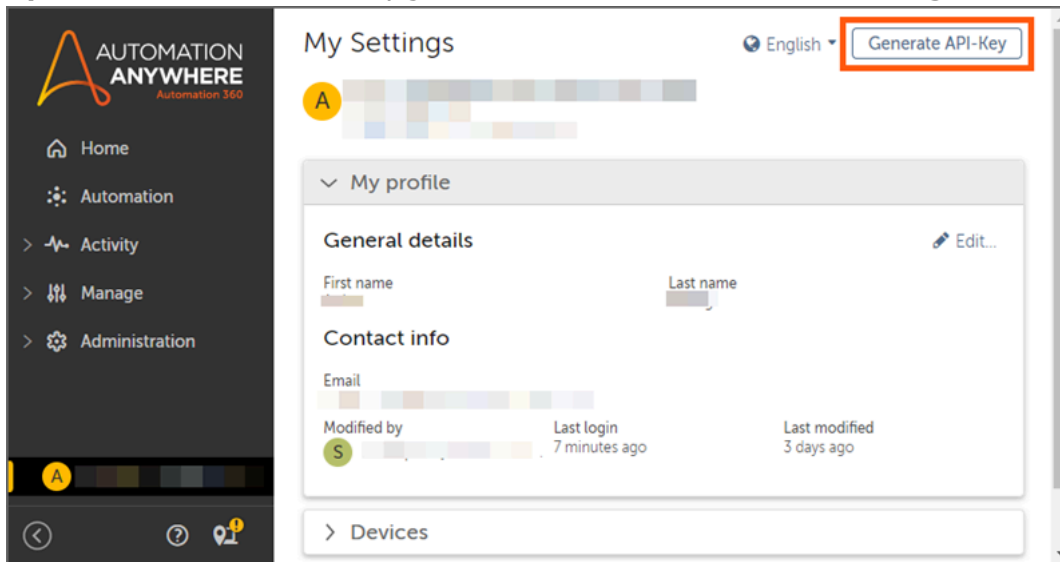 AUTOMATION
ANYWHERE
Automation 360
Home
Automation
Activity
Manage
Administration
A
My Settings
English
Generate API-Key
A
My profile
General details
Edit...
First name
Last name
Contact info
Email
Modified by
Last login
Last modified
S
7 minutes ago
3 days ago
Devices